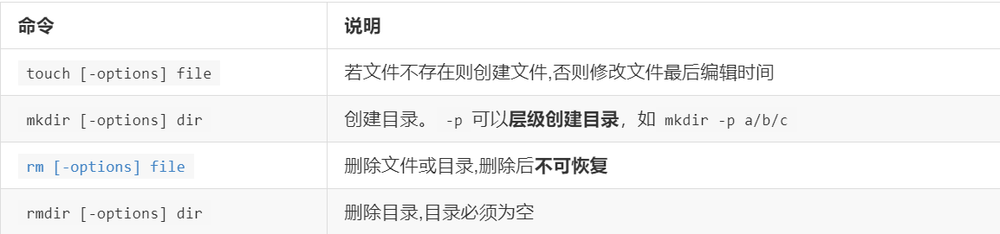 命令 说明
touch [-options] file 若文件不存在则创建文件,否则修改文件最后编辑时间
mkdir [-options] dir 创建目录。 -p 可以层级创建目录，如 mkdir -p a/b/c
rm [-options] file 删除文件或目录,删除后不可恢复
rmdir [-options] dir 删除目录,目录必须为空